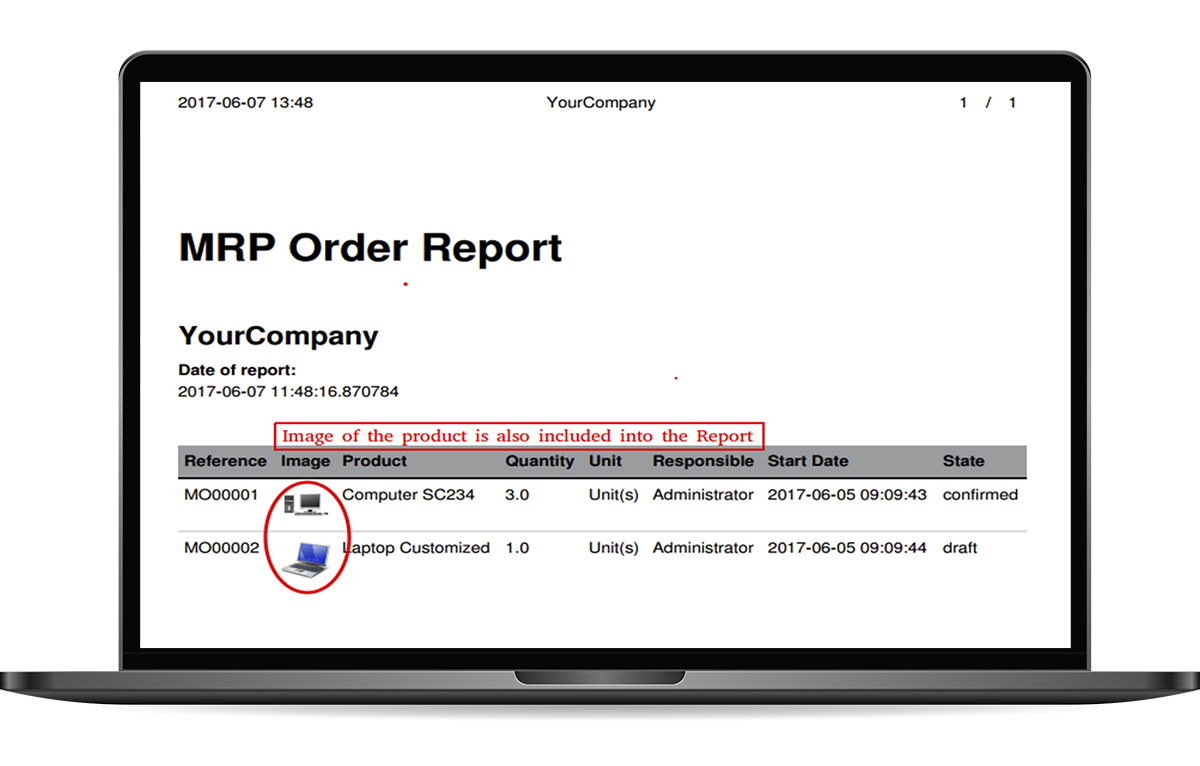 2017-06-07 13:48 YourCompany 1 / 1
MRP Order Report
YourCompany
Date of report:
2017-06-07 11:48:16.870784
Image of the product is also included into the Report
Reference Image Product Quantity Unit Responsible Start Date State
MO00001 Computer SC234 3.0 Unit(s) Administrator 2017-06-05 09:09:43 confirmed
MO00002 Laptop Customized 1.0 Unit(s) Administrator 2017-06-05 09:09:44 draft